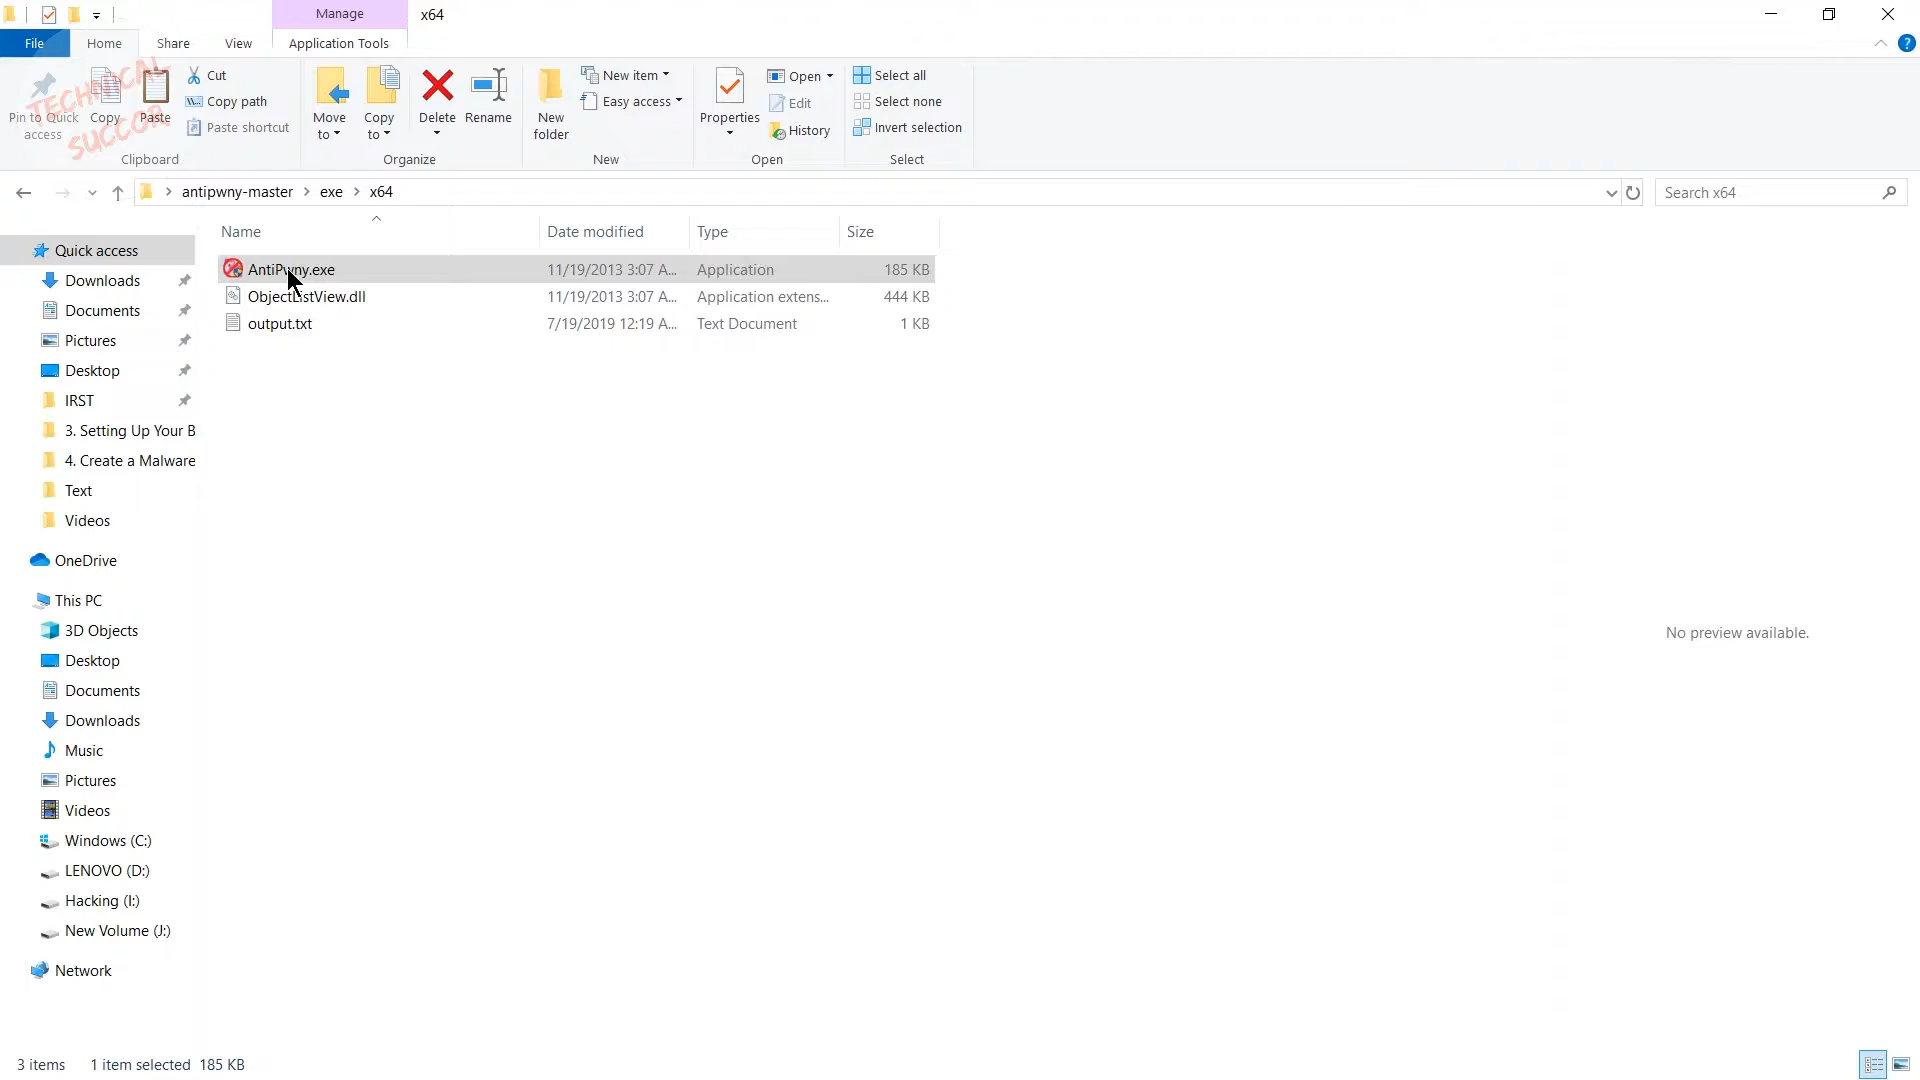 Manage
x64
File
Home
Share
View
Application Tools
Pin to Quick access
Copy
Paste
Cut
Copy path
Paste shortcut
Clipboard
Move to
Copy to
Delete
Rename
Organize
New folder
New item
Easy access
New
Properties
Open
Edit
History
Open
Select all
Select none
Invert selection
Select
TECHNICAL
SUCCOR
antipwny-master
exe
x64
Search x64
Name
Date modified
Type
Size
AntiPwny.exe
11/19/2013 3:07 A...
Application
185 KB
ObjectListView.dll
11/19/2013 3:07 A...
Application extens...
444 KB
output.txt
7/19/2019 12:19 A...
Text Document
1 KB
Quick access
Downloads
Documents
Pictures
Desktop
IRST
3. Setting Up Your B
4. Create a Malware
Text
Videos
OneDrive
This PC
3D Objects
Desktop
Documents
Downloads
Music
Pictures
Videos
Windows (C:)
LENOVO (D:)
Hacking (I:)
New Volume (J:)
Network
No preview available.
3 items
1 item selected 185 KB